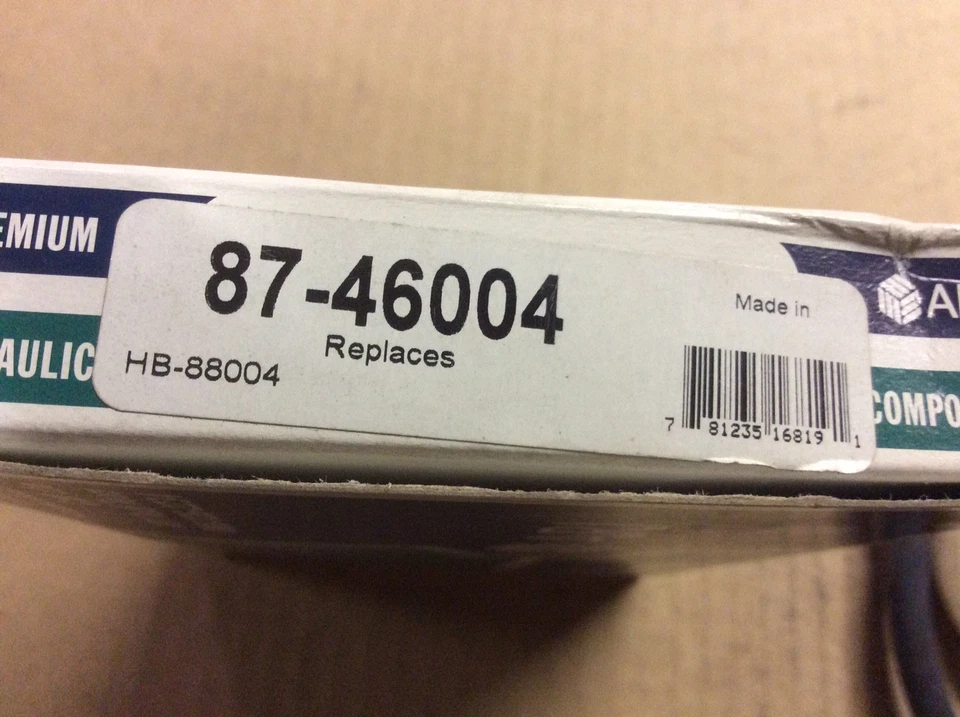 EMIUM
AULIC
87-46004
Replaces
HB-88004
Made in
7 81235 16819 1
A
COMPO